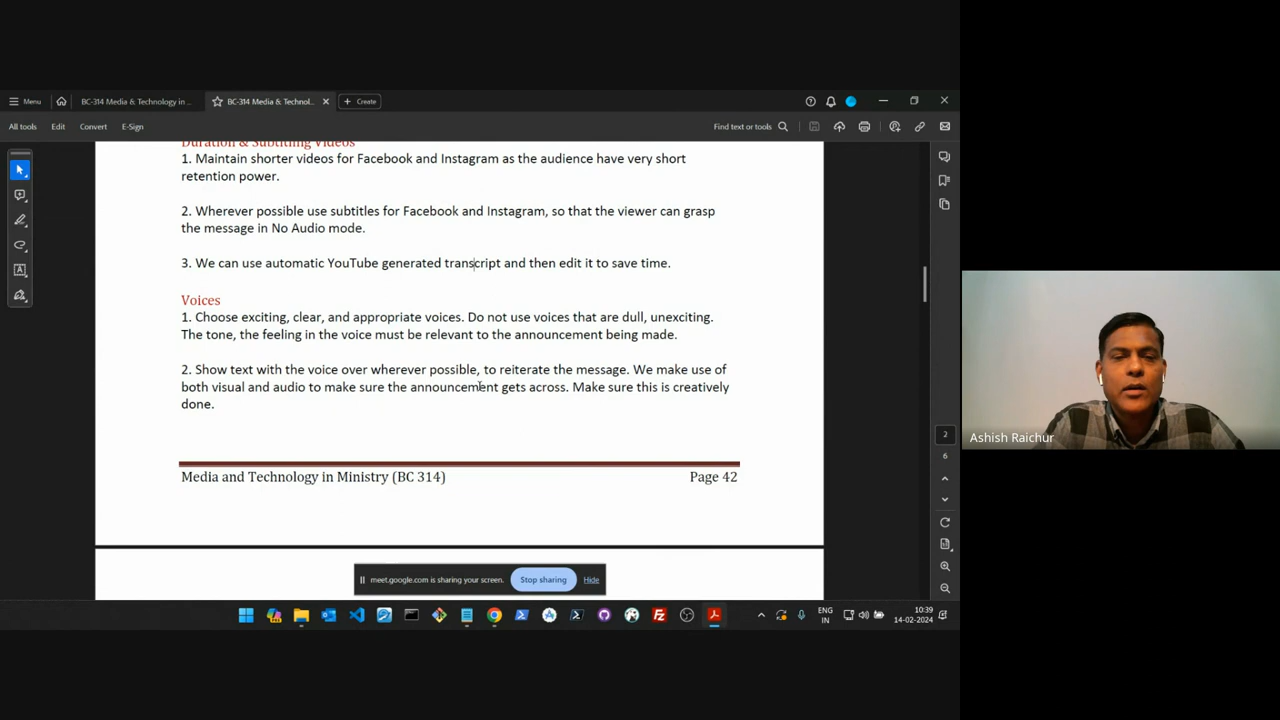 Menu
BC-314 Media & Technology in ...
BC-314 Media & Technol...
Create
All tools
Edit
Convert
E-Sign
Find text or tools
Duration & Subtitling Videos
1. Maintain shorter videos for Facebook and Instagram as the audience have very short
retention power.
2. Wherever possible use subtitles for Facebook and Instagram, so that the viewer can grasp
the message in No Audio mode.
3. We can use automatic YouTube generated transcript and then edit it to save time.
Voices
1. Choose exciting, clear, and appropriate voices. Do not use voices that are dull, unexciting.
The tone, the feeling in the voice must be relevant to the announcement being made.
2. Show text with the voice over wherever possible, to reiterate the message. We make use of
both visual and audio to make sure the announcement gets across. Make sure this is creatively
done.
Media and Technology in Ministry (BC 314)
Page 42
2
6
meet.google.com is sharing your screen.
Stop sharing
Hide
ENG
IN
10:39
14-02-2024
Ashish Raichur